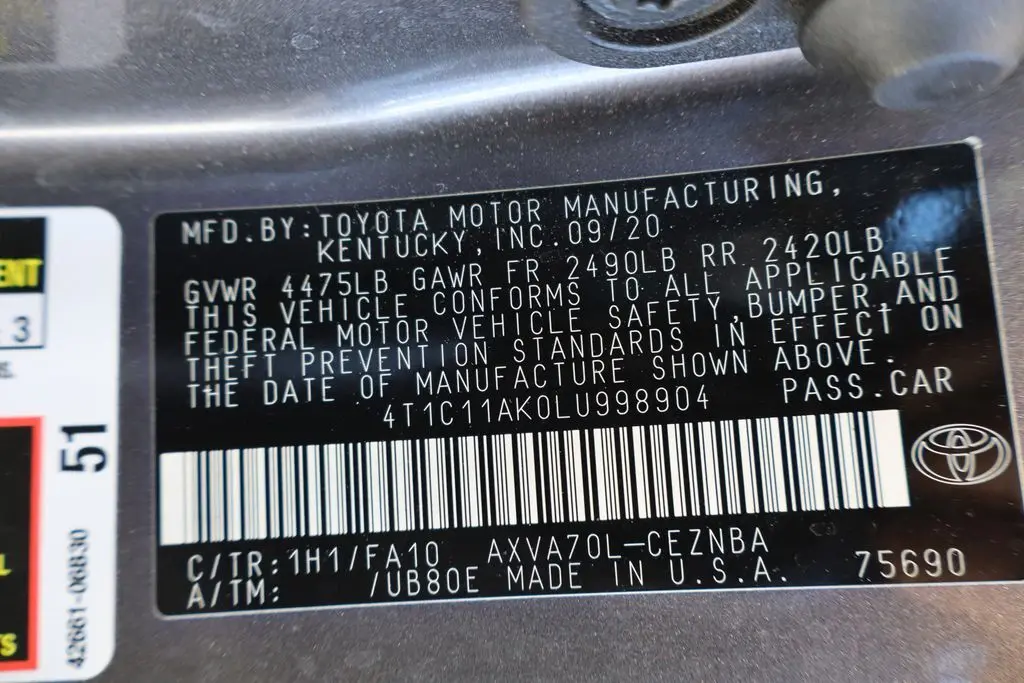 MFD.BY:TOYOTA MOTOR MANUFACTURING,
KENTUCKY, INC. 09/20
GVWR 4475LB GAWR FR 2490LB RR 2420LB
THIS VEHICLE CONFORMS TO ALL APPLICABLE
FEDERAL MOTOR VEHICLE SAFETY,BUMPER,AND
THEFT PREVENTION STANDARDS IN EFFECT ON
THE DATE OF MANUFACTURE SHOWN ABOVE.
4T1C11AK0LU998904 PASS.CAR
C/TR:1H1/FA10 AXVA70L-CEZNBA
A/TM: /UB80E MADE IN U.S.A. 75690
3
51
42661-06B30